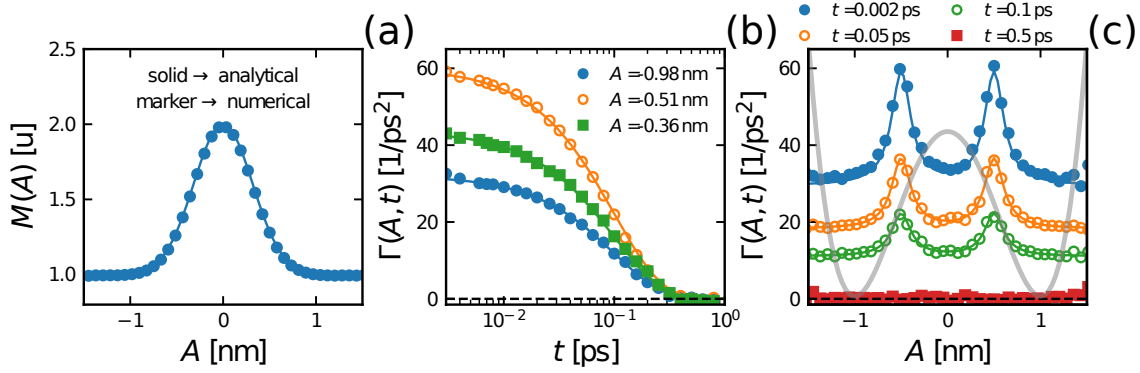 (a)
2.5
2.0
1.5
1.0
M(A) [u]
solid → analytical
marker → numerical
−1
0
1
A [nm]
(b)
60
40
20
0
Γ(A, t) [1/ps²]
A =-0.98 nm
A =-0.51 nm
A =-0.36 nm
10⁻²
10⁻¹
10⁰
t [ps]
t =0.002 ps
t =0.05 ps
t =0.1 ps
t =0.5 ps
(c)
60
40
20
0
Γ(A, t) [1/ps²]
−1
0
1
A [nm]